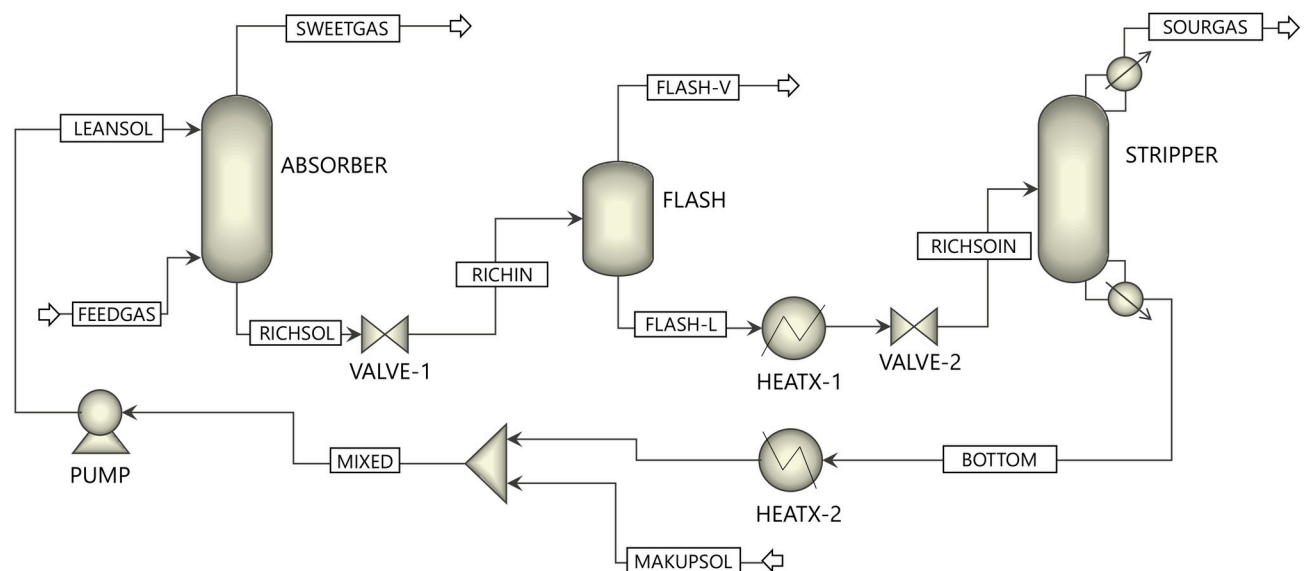 SWEETGAS
SOURGAS
FLASH-V
LEANSOL
ABSORBER
STRIPPER
FLASH
RICHSOIN
RICHIN
FEEDGAS
RICHSOL
FLASH-L
VALVE-1
VALVE-2
HEATX-1
PUMP
MIXED
BOTTOM
HEATX-2
MAKUPSOL